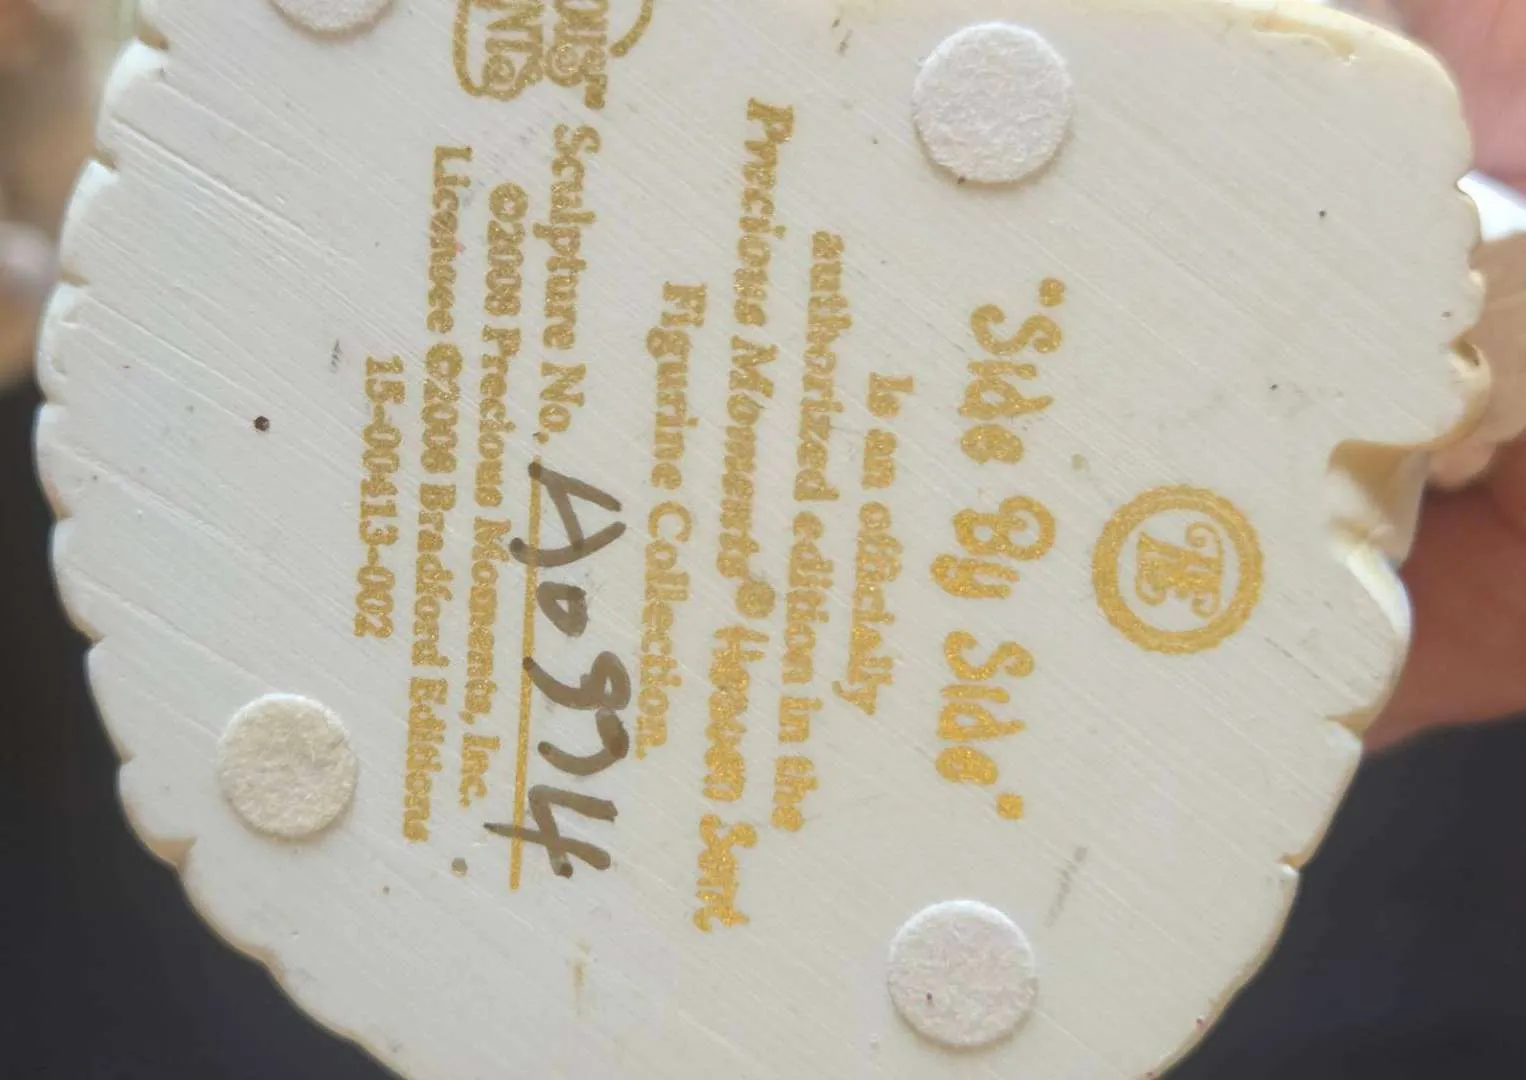 BE
"Side By Side"
is an officially
authorized edition in the
Precious Moments® Heaven Sent
Figurine Collection.
Sculpture No. A0974
©2008 Precious Moments, Inc.
Licensee ©2008 Bradford Editions
15-00413-002